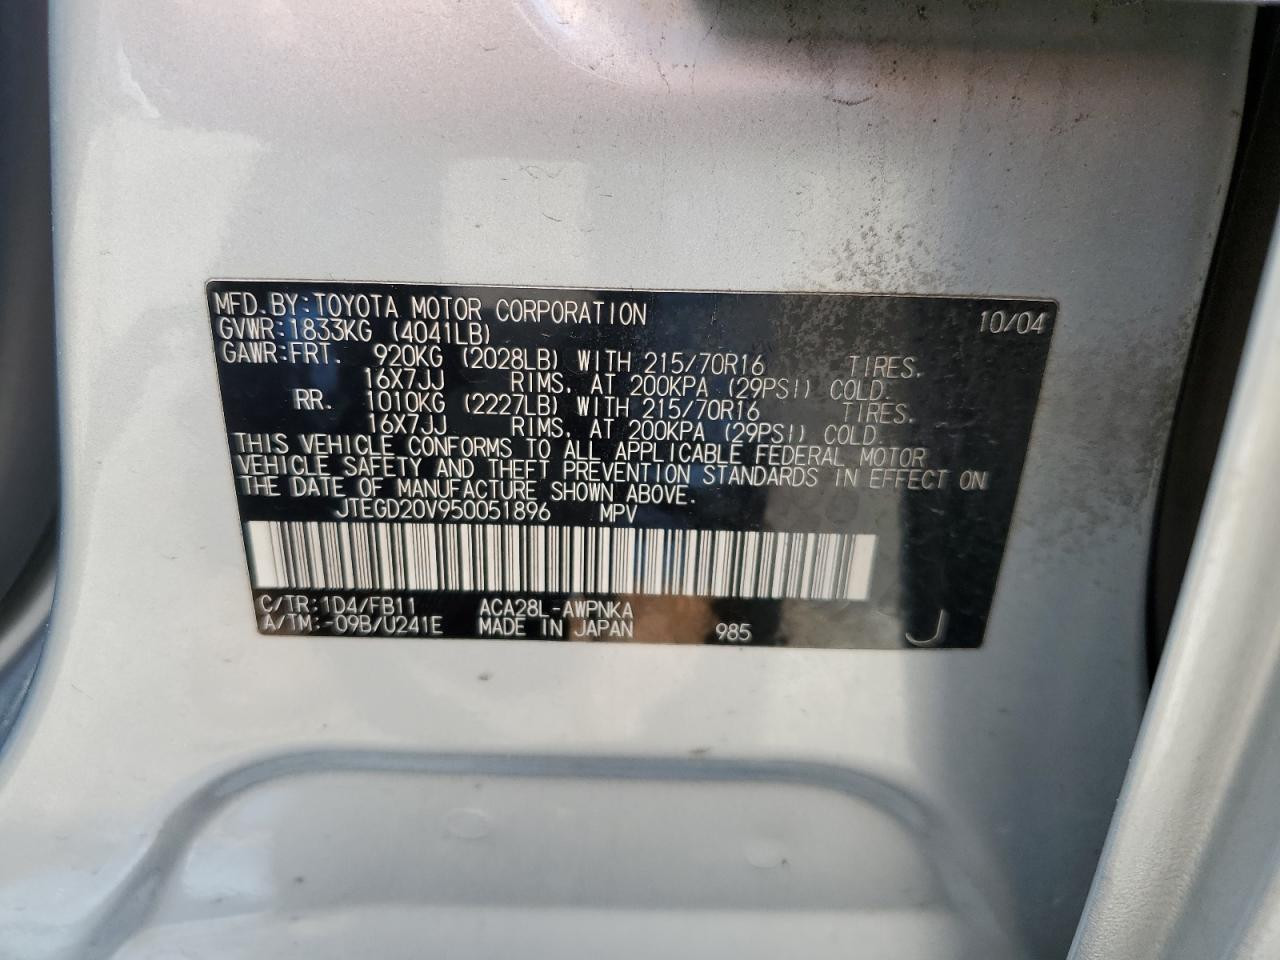 MFD.BY:TOYOTA MOTOR CORPORATION 10/04
GVWR:1833KG (4041LB)
GAWR:FRT. 920KG (2028LB) WITH 215/70R16 TIRES.
16X7JJ RIMS, AT 200KPA (29PSI) COLD.
RR. 1010KG (2227LB) WITH 215/70R16 TIRES.
16X7JJ RIMS, AT 200KPA (29PSI) COLD.
THIS VEHICLE CONFORMS TO ALL APPLICABLE FEDERAL MOTOR
VEHICLE SAFETY AND THEFT PREVENTION STANDARDS IN EFFECT ON
THE DATE OF MANUFACTURE SHOWN ABOVE.
JTEGD20V950051896 MPV
C/TR:1D4/FB11 ACA28L-AWPNKA
A/TM:-09B/U241E MADE IN JAPAN 985 J